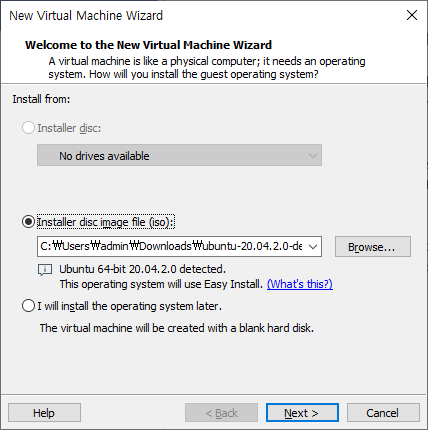 New Virtual Machine Wizard
Welcome to the New Virtual Machine Wizard
A virtual machine is like a physical computer; it needs an operating
system. How will you install the guest operating system?
Install from:
Installer disc:
No drives available
Installer disc image file (iso):
C:₩Users₩admin₩Downloads₩ubuntu-20.04.2.0-de
Browse...
Ubuntu 64-bit 20.04.2.0 detected.
This operating system will use Easy Install. (What's this?)
I will install the operating system later.
The virtual machine will be created with a blank hard disk.
Help
< Back
Next >
Cancel